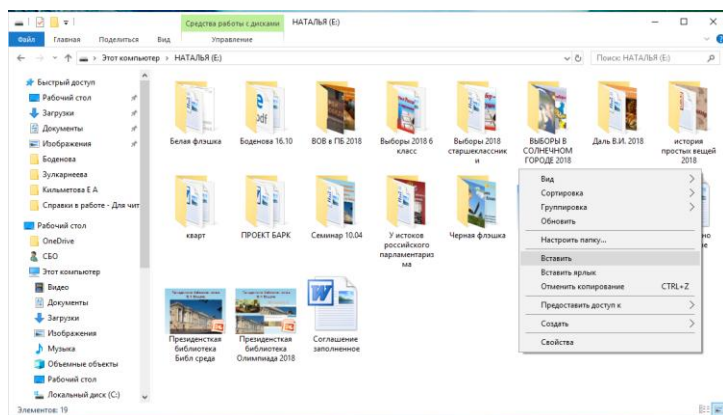 Средства работы с дисками
НАТАЛЬЯ (E:)
Файл
Главная
Поделиться
Вид
Управление
Этот компьютер
НАТАЛЬЯ (E:)
Поиск: НАТАЛЬЯ (E:)
Быстрый доступ
Рабочий стол
Загрузки
Документы
Изображения
Боденова
Зулкарнеева
Кильметова Е А
Справки в работе - Для чит
Рабочий стол
OneDrive
СБО
Этот компьютер
Видео
Документы
Загрузки
Изображения
Музыка
Объемные объекты
Рабочий стол
Локальный диск (C:)
Белая флэшка
Боденова 16.10
ВОВ в ПБ 2018
Выборы 2018 6
класс
Выборы 2018
старшеклассник
и
ВЫБОРЫ В
СОЛНЕЧНОМ
ГОРОДЕ 2018
Даль В.И. 2018
история
простых вещей
2018
кварт
ПРОЕКТ БАРК
Семинар 10.04
У истоков
российского
парламентариз
ма
Черная флэшка
Президенсткая
библиотека
Библ среда
Президенсткая
библиотека
Олимпиада 2018
Соглашение
заполненное
Вид
Сортировка
Группировка
Обновить
Настроить папку...
Вставить
Вставить ярлык
Отменить копирование CTRL+Z
Предоставить доступ к
Создать
Свойства
Элементов: 19